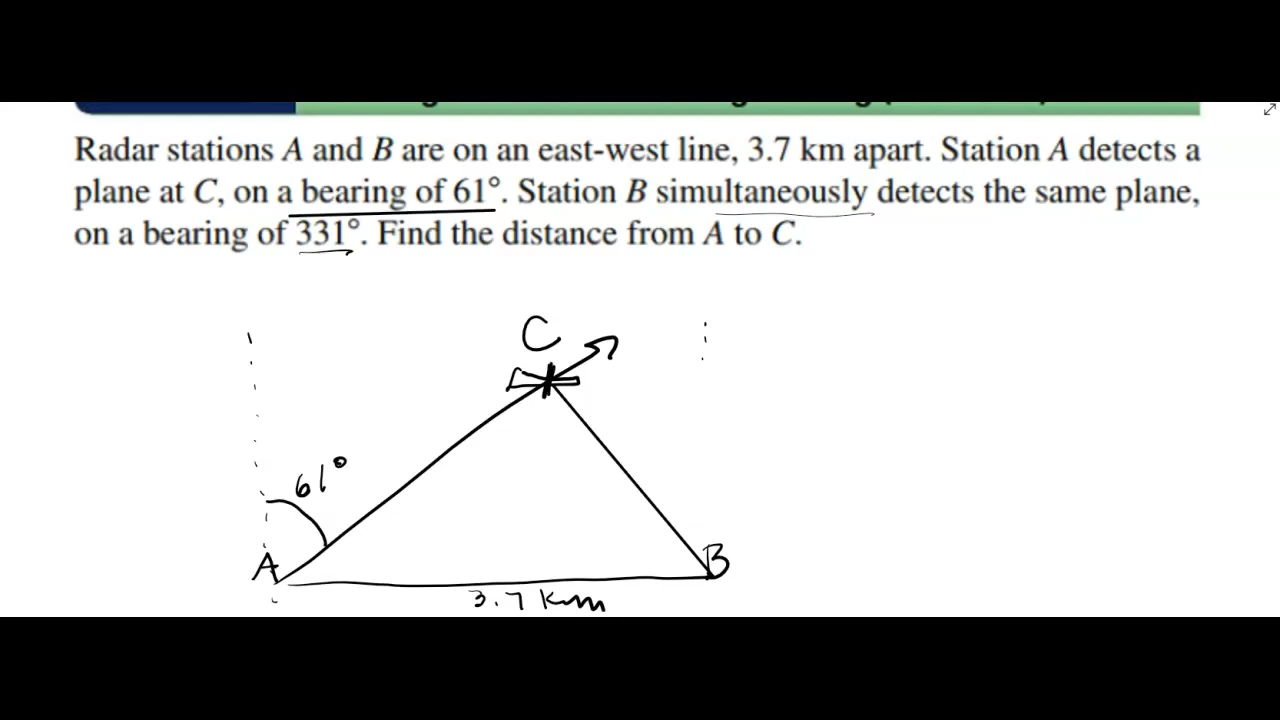 Radar stations A and B are on an east-west line, 3.7 km apart. Station A detects a
plane at C, on a bearing of 61°. Station B simultaneously detects the same plane,
on a bearing of 331°. Find the distance from A to C.
C
61°
A
B
3.7 km